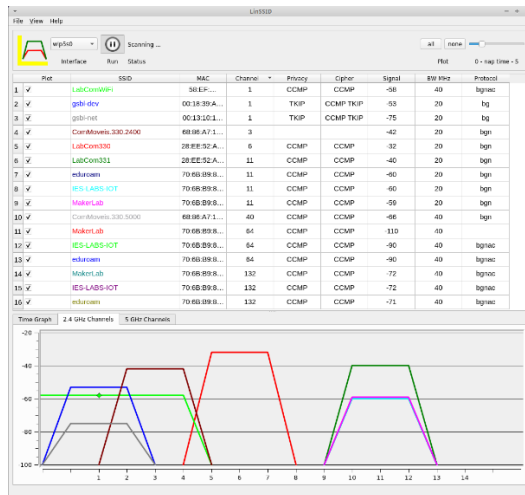 LinSSID
File View Help
wlp5s0 Scanning ... all none
Interface Run Status Plot 0 - nap time - 5
Plot SSID MAC Channel Privacy Cipher Signal BW MHz Protocol
1 LabComWiFi 58:EF:... 1 CCMP CCMP -58 40 bgn
2 gsbl-dev 00:18:39:A... 1 TKIP CCMP TKIP -53 20 bg
3 gsbl-net 00:13:10:1... 1 TKIP CCMP TKIP -75 20 bg
4 ComMoveis.330.2400 68:86:A7:1... 3 -42 20 bgn
5 LabCom330 28:EE:52:A... 6 CCMP CCMP -32 20 bgn
6 LabCom331 28:EE:52:A... 11 CCMP CCMP -40 20 bgn
7 eduroam 70:6B:B9:8... 11 CCMP CCMP -60 20 bgn
8 IES-LABS-IOT 70:6B:B9:8... 11 CCMP CCMP -60 20 bgn
9 MakerLab 70:6B:B9:8... 11 CCMP CCMP -59 20 bgn
10 ComMoveis.330.5000 68:86:A7:1... 40 CCMP CCMP -66 40 bgn
11 MakerLab 70:6B:B9:8... 64 CCMP CCMP -110 40
12 IES-LABS-IOT 70:6B:B9:8... 64 CCMP CCMP -90 40 bgnac
13 eduroam 70:6B:B9:8... 64 CCMP CCMP -90 40 bgnac
14 MakerLab 70:6B:B9:8... 132 CCMP CCMP -72 40 bgnac
15 IES-LABS-IOT 70:6B:B9:8... 132 CCMP CCMP -72 40 bgnac
16 eduroam 70:6B:B9:8... 132 CCMP CCMP -71 40 bgnac
Time Graph 2.4 GHz Channels 5 GHz Channels
-20
-40
-60
-80
100
1 2 3 4 5 6 7 8 9 10 11 12 13 14